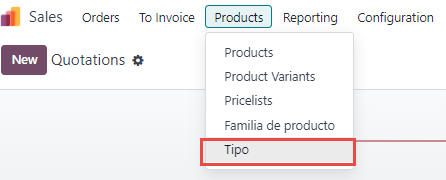 Sales Orders To Invoice Products Reporting Configuration
New Quotations
Products
Product Variants
Pricelists
Familia de producto
Tipo